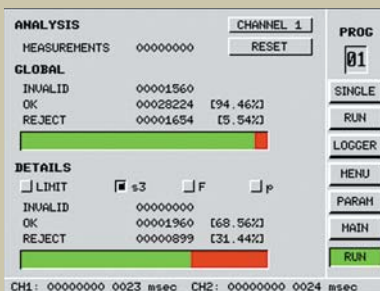 ANALYSIS CHANNEL 1
MEASUREMENTS 00000000 RESET
GLOBAL
INVALID 00001560
OK 00028224 [94.46%]
REJECT 00001654 [5.54%]
DETAILS
LIMIT s3 F p
INVALID 00000000
OK 00001960 [68.56%]
REJECT 00000899 [31.44%]
CH1: 00000000 0023 msec CH2: 00000000 0024 msec
PROG
01
SINGLE
RUN
LOGGER
MENU
PARAM
MAIN
RUN